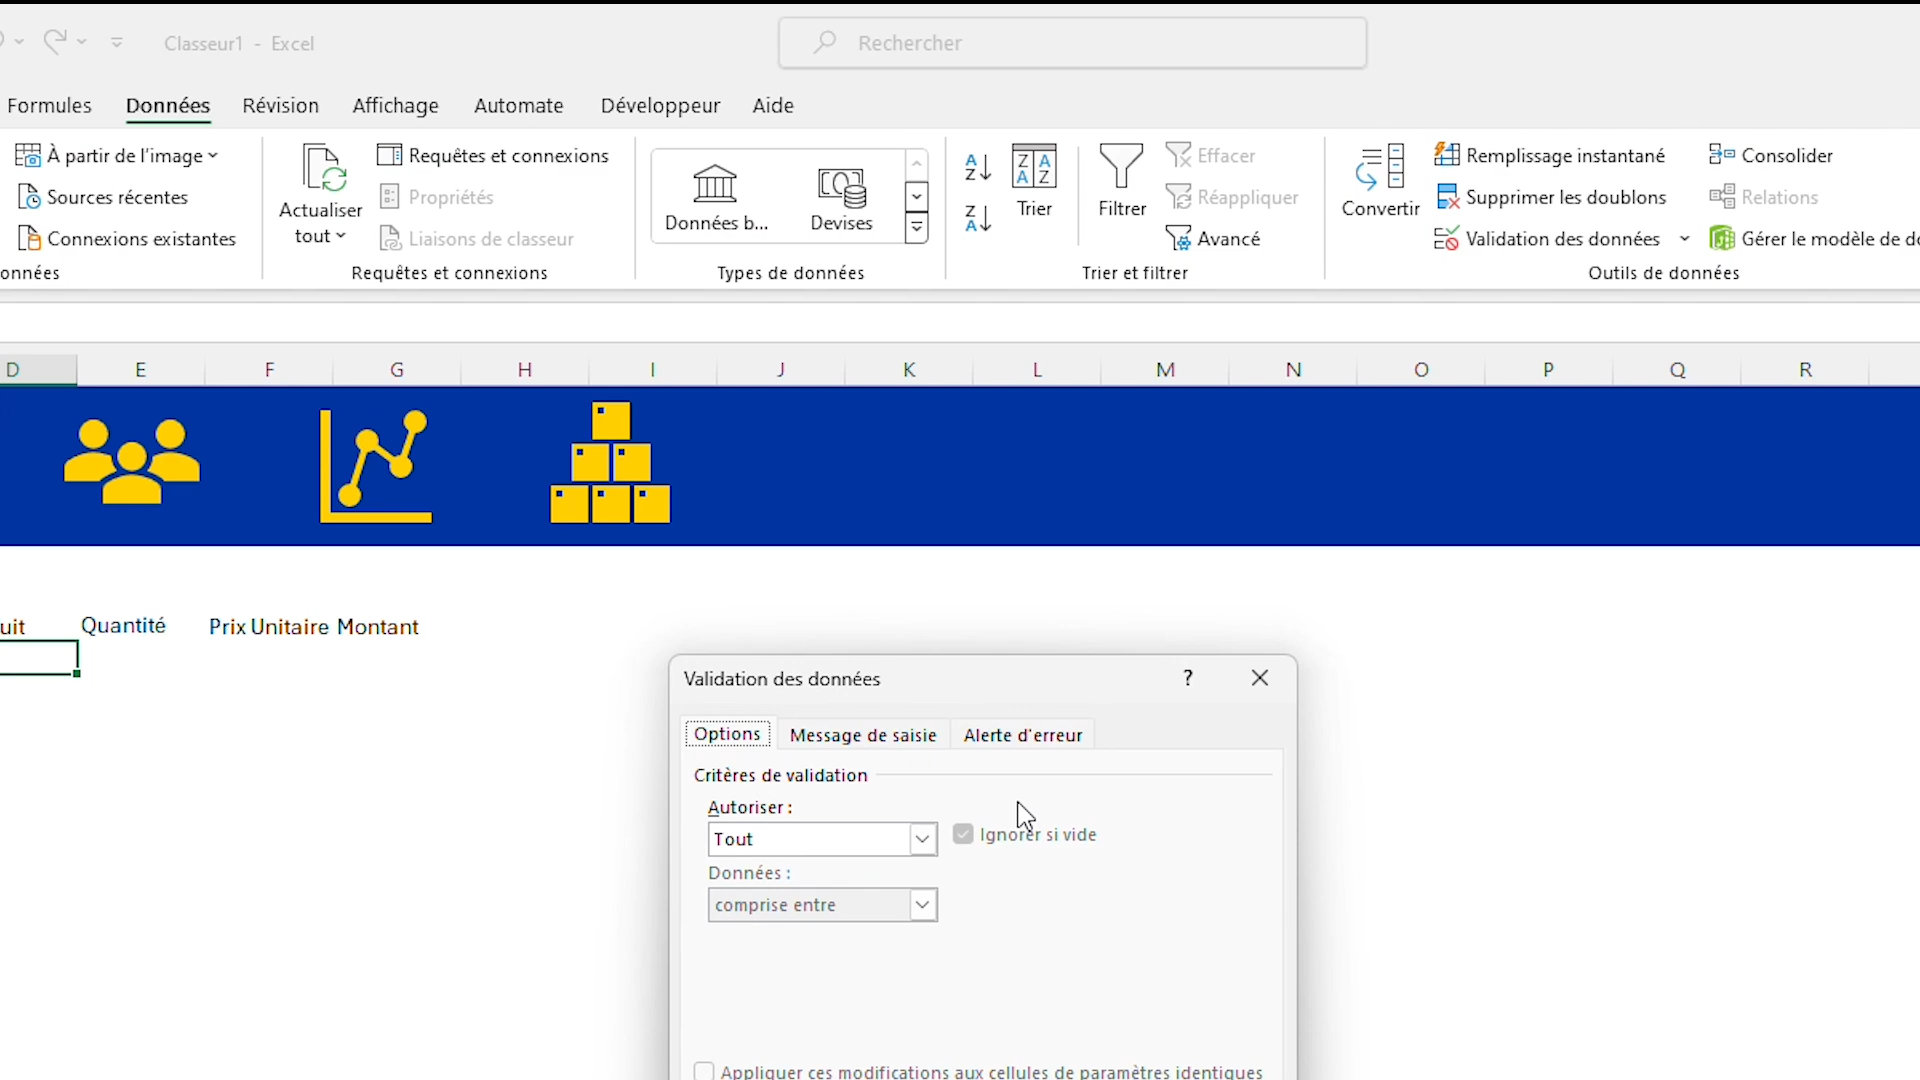 Classeur1 - Excel
Rechercher
Formules Données Révision Affichage Automate Développeur Aide
À partir de l'image
Sources récentes
Connexions existantes
onnées
Actualiser
tout
Requêtes et connexions
Propriétés
Liaisons de classeur
Requêtes et connexions
Données b...
Devises
Types de données
Trier
Filtrer
Effacer
Réappliquer
Avancé
Trier et filtrer
Convertir
Remplissage instantané
Supprimer les doublons
Validation des données
Consolider
Relations
Gérer le modèle de do
Outils de données
D E F G H I J K L M N O P Q R
uit Quantité Prix Unitaire Montant
Validation des données ?
Options Message de saisie Alerte d'erreur
Critères de validation
Autoriser :
Tout
Ignorer si vide
Données :
comprise entre
Appliquer ces modifications aux cellules de paramètres identiques